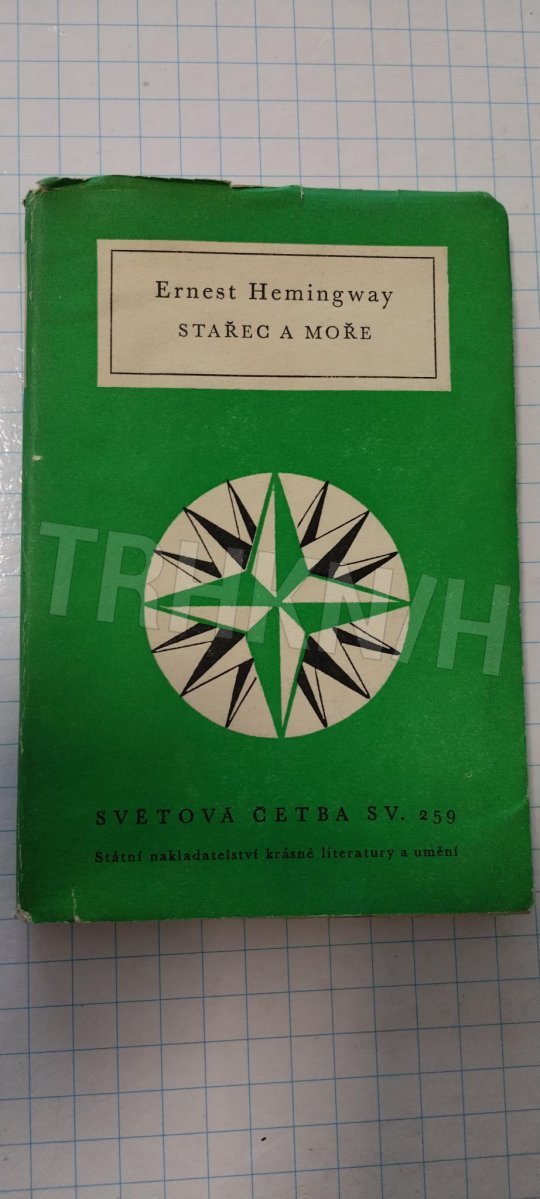 Ernest Hemingway
STAŘEC A MOŘE
TRHKNIH
SVĚTOVÁ ČETBA SV. 259
Státní nakladatelství krásné literatury a umění